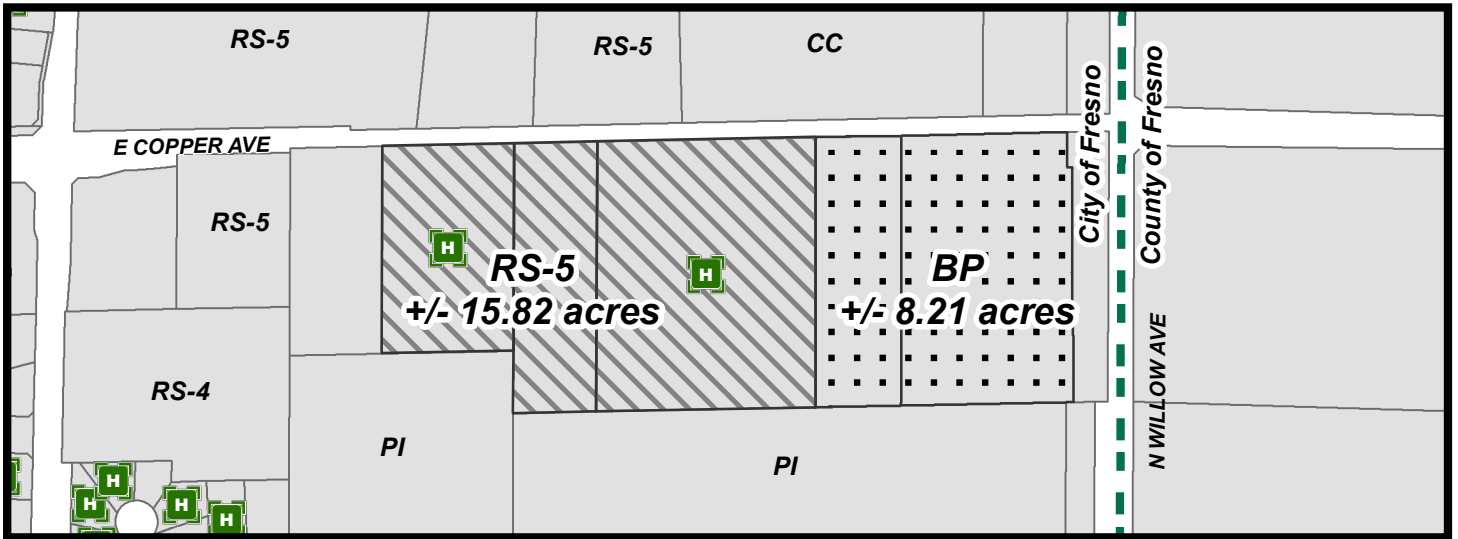 RS-5
RS-5
CC
E COPPER AVE
City of Fresno
County of Fresno
RS-5
H
H
RS-5
+/- 15.82 acres
BP
+/- 8.21 acres
RS-4
N WILLOW AVE
PI
PI
H
H
H
H